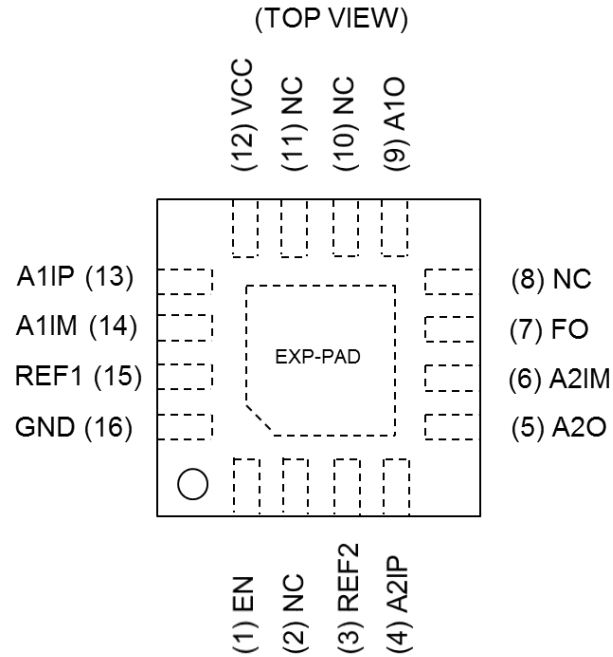 (TOP VIEW)
(12) VCC
(11) NC
(10) NC
(9) A1O
A1IP (13)
A1IM (14)
REF1 (15)
GND (16)
EXP-PAD
(8) NC
(7) FO
(6) A2IM
(5) A2O
(1) EN
(2) NC
(3) REF2
(4) A2IP